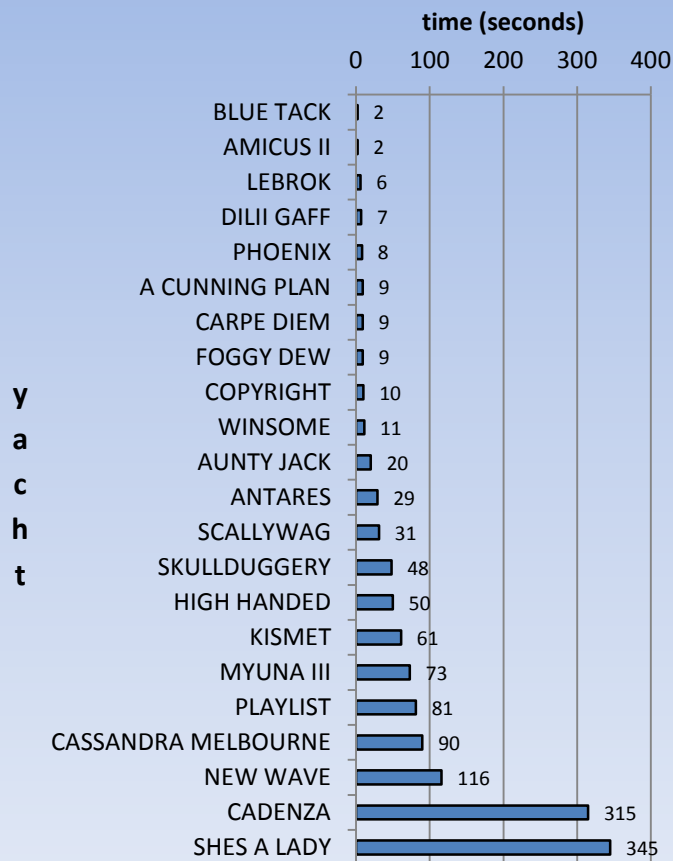 time (seconds)
0 100 200 300 400
BLUE TACK 2
AMICUS II 2
LEBROK 6
DILII GAFF 7
PHOENIX 8
A CUNNING PLAN 9
CARPE DIEM 9
FOGGY DEW 9
COPYRIGHT 10
WINSOME 11
AUNTY JACK 20
ANTARES 29
SCALLYWAG 31
SKULLDUGGERY 48
HIGH HANDED 50
KISMET 61
MYUNA III 73
PLAYLIST 81
CASSANDRA MELBOURNE 90
NEW WAVE 116
CADENZA 315
SHES A LADY 345
yacht